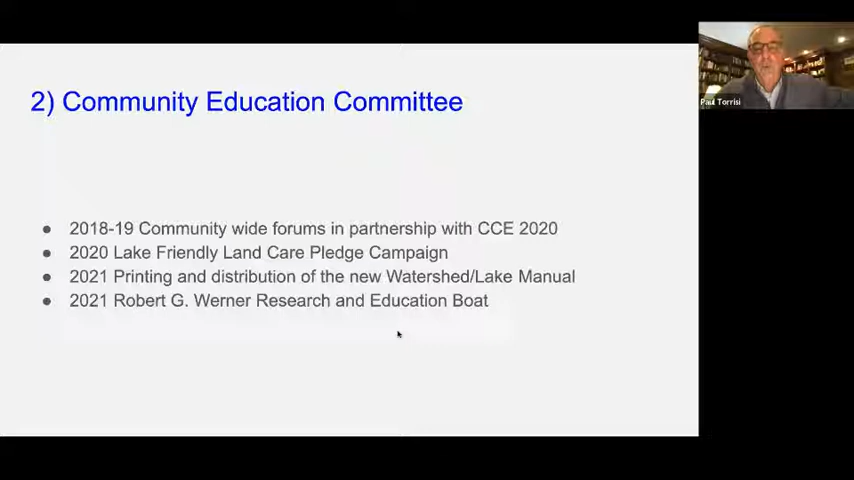 2) Community Education Committee
● 2018-19 Community wide forums in partnership with CCE 2020
● 2020 Lake Friendly Land Care Pledge Campaign
● 2021 Printing and distribution of the new Watershed/Lake Manual
● 2021 Robert G. Werner Research and Education Boat
Paul Torrisi